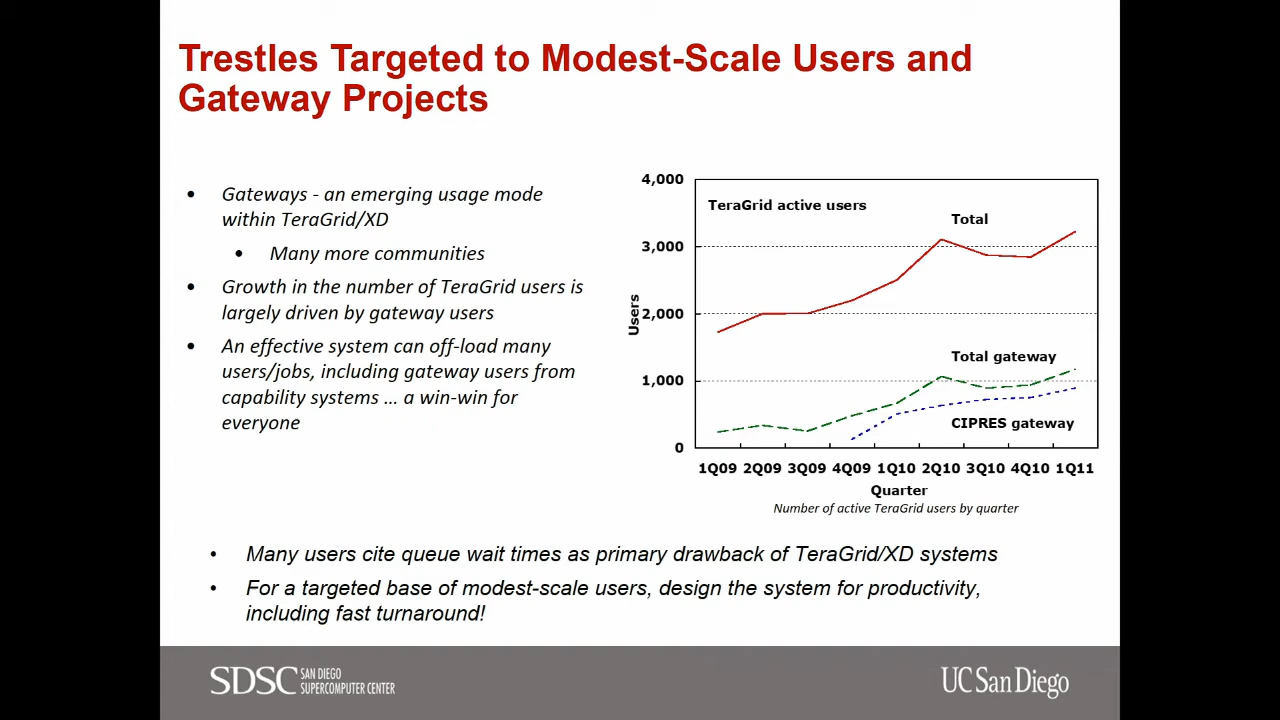 Trestles Targeted to Modest-Scale Users and
Gateway Projects
• Gateways - an emerging usage mode
within TeraGrid/XD
• Many more communities
• Growth in the number of TeraGrid users is
largely driven by gateway users
• An effective system can off-load many
users/jobs, including gateway users from
capability systems … a win-win for
everyone
4,000
3,000
2,000
1,000
0
Users
TeraGrid active users
Total
Total gateway
CIPRES gateway
1Q09 2Q09 3Q09 4Q09 1Q10 2Q10 3Q10 4Q10 1Q11
Quarter
Number of active TeraGrid users by quarter
• Many users cite queue wait times as primary drawback of TeraGrid/XD systems
• For a targeted base of modest-scale users, design the system for productivity,
including fast turnaround!
SDSC SAN DIEGO
SUPERCOMPUTER CENTER
UC San Diego